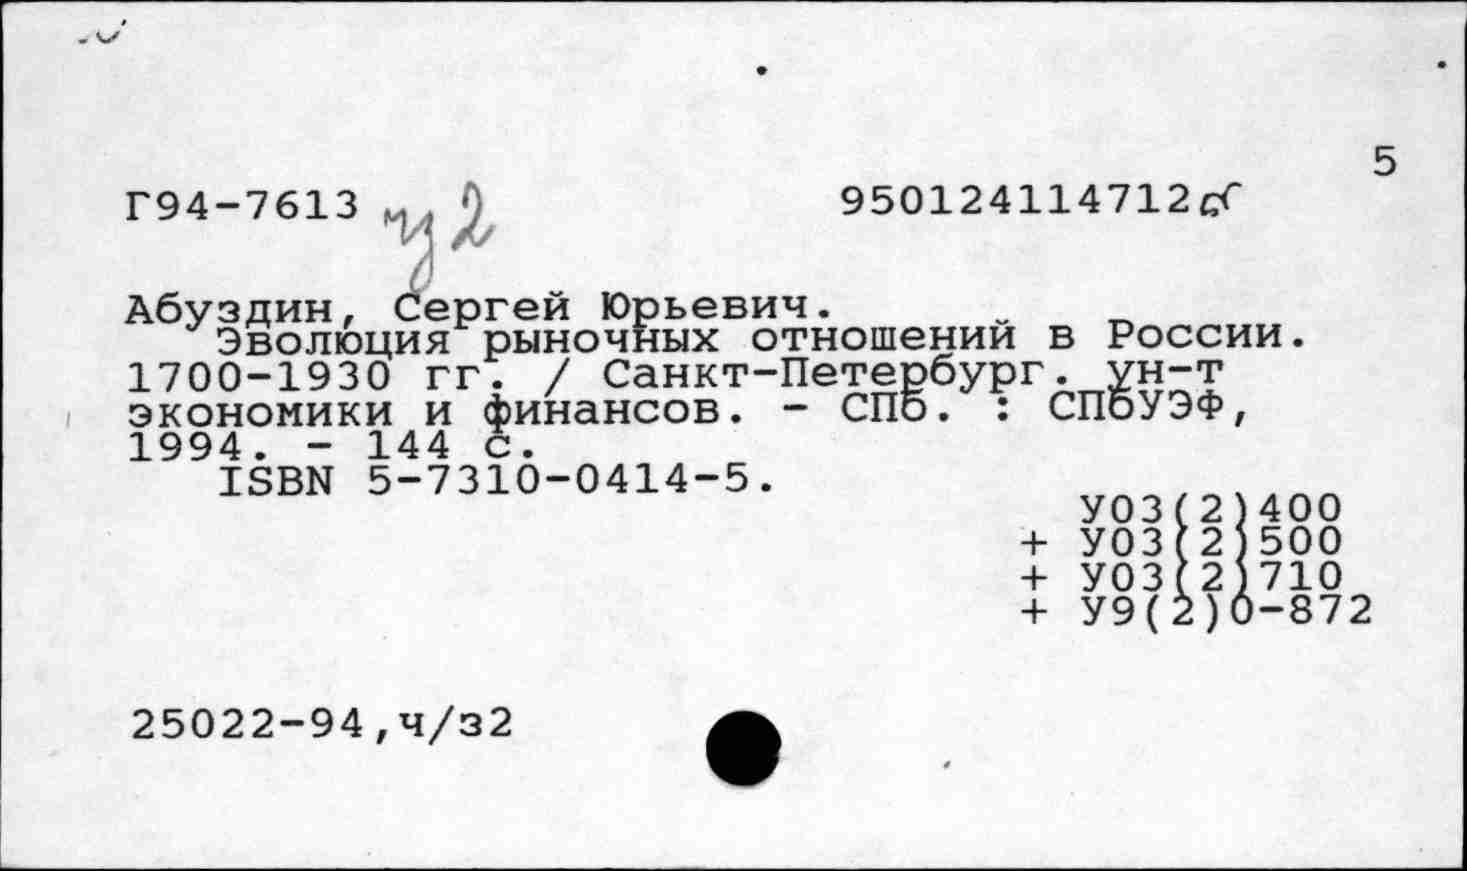 5
Г94-7613 950124114712
Абуздин, Сергей Юрьевич.
Эволюция рыночных отношений в России.
1700-1930 гг. / Санкт-Петербург. ун-т
экономики и финансов. - СПб. : СПбУЭФ,
1994. - 144 с.
ISBN 5-7310-0414-5.
У03(2)400
+ У03(2)500
+ У03(2)710
+ У9(2)0-872
25022-94,ч/з2